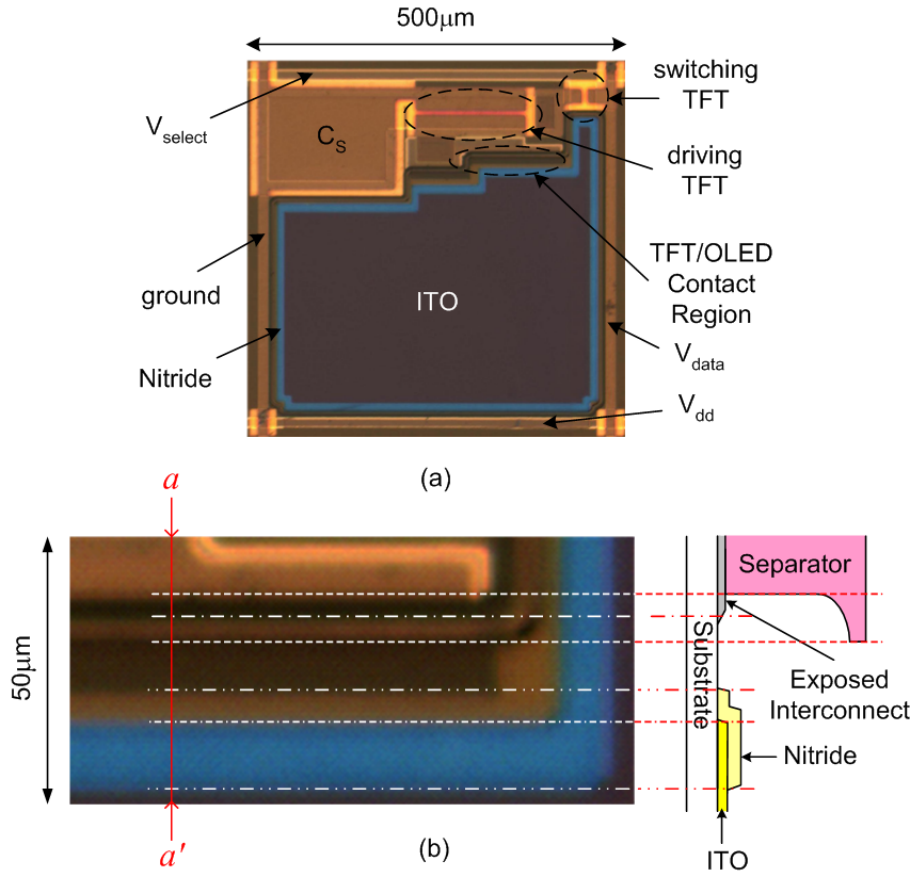 500μm
switching
TFT
V_select
C_S
driving
TFT
TFT/OLED
Contact
Region
ground
ITO
Nitride
V_data
V_dd
(a)
a
50μm
Separator
Substrate
Exposed
Interconnect
Nitride
a'
(b)
ITO